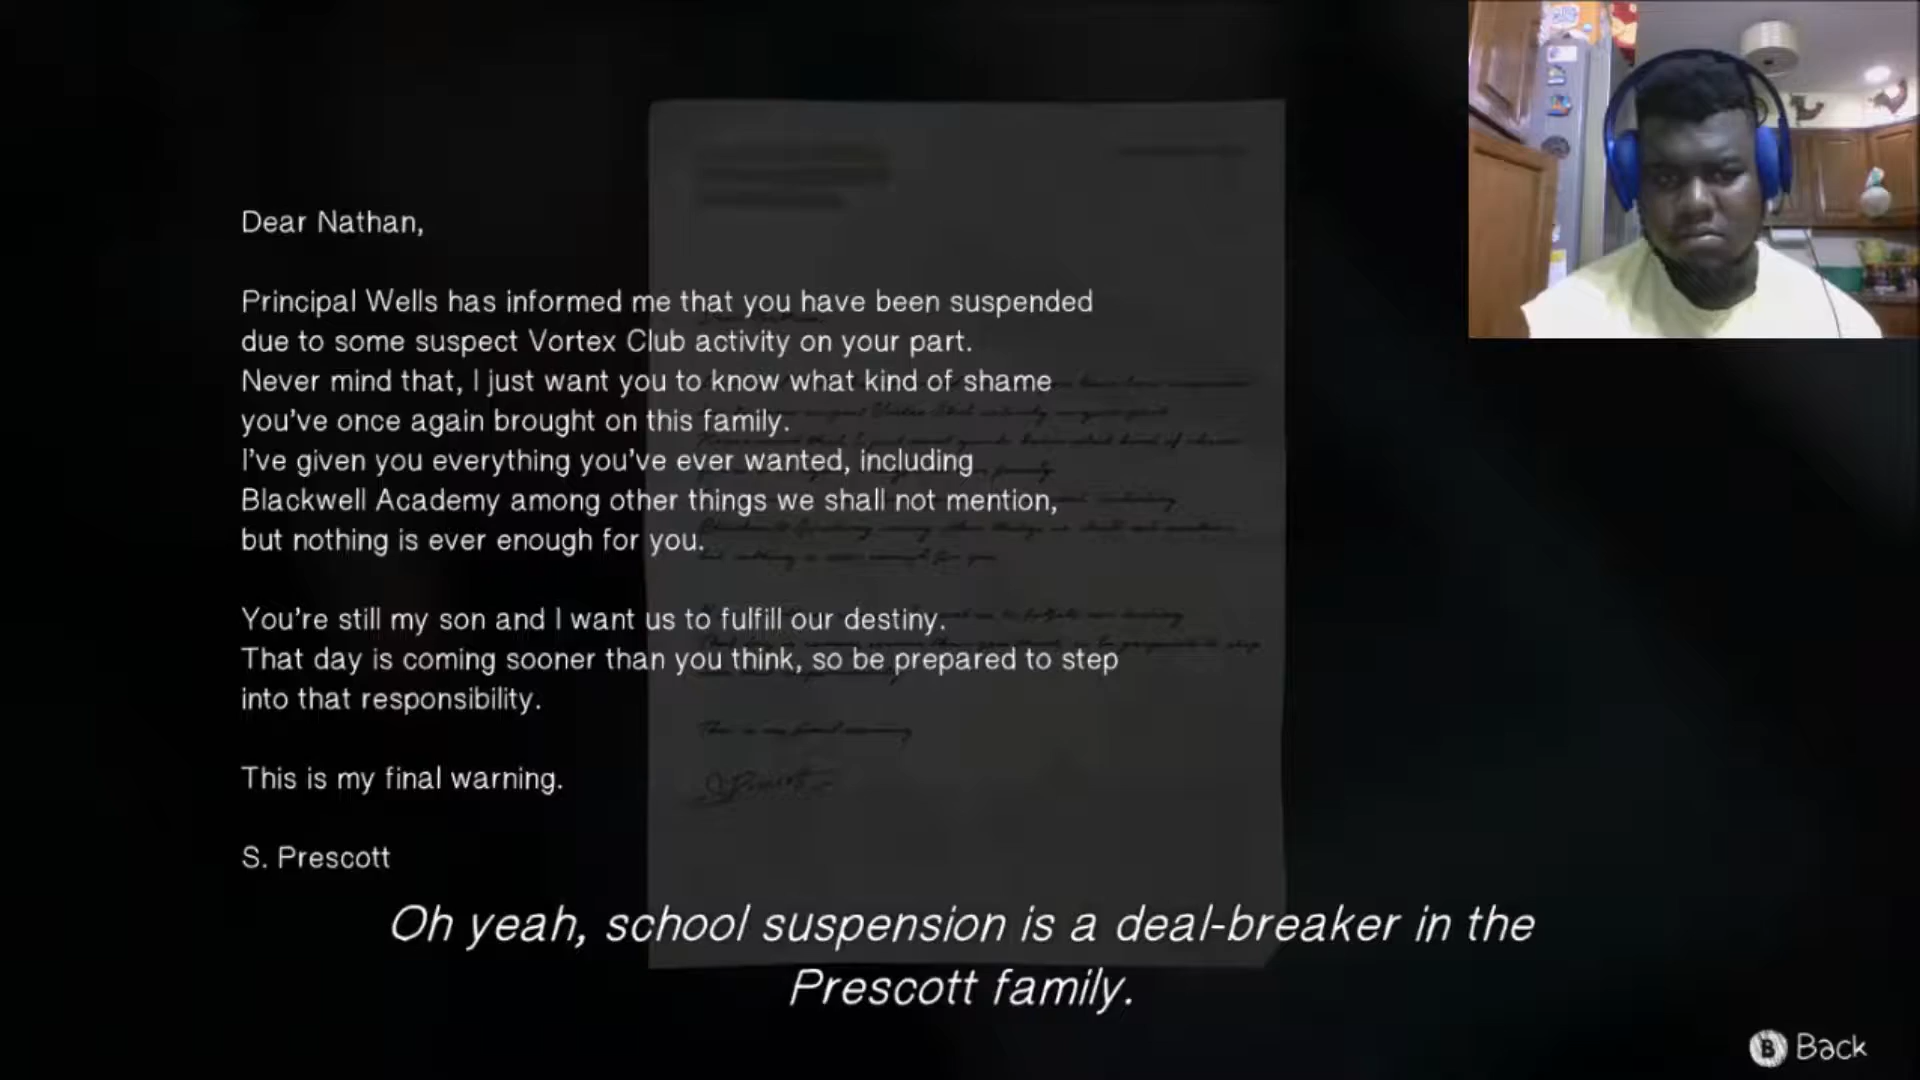 Dear Nathan,
Principal Wells has informed me that you have been suspended
due to some suspect Vortex Club activity on your part.
Never mind that, I just want you to know what kind of shame
you've once again brought on this family.
I've given you everything you've ever wanted, including
Blackwell Academy among other things we shall not mention,
but nothing is ever enough for you.
You're still my son and I want us to fulfill our destiny.
That day is coming sooner than you think, so be prepared to step
into that responsibility.
This is my final warning.
S. Prescott
Oh yeah, school suspension is a deal-breaker in the
Prescott family.
B Back